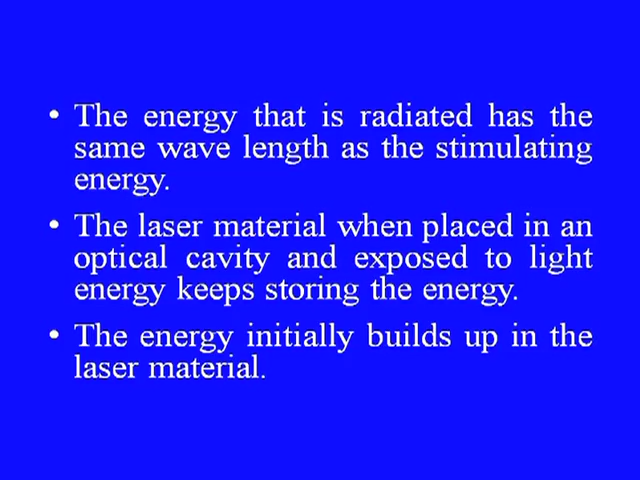 • The energy that is radiated has the
same wave length as the stimulating
energy.
• The laser material when placed in an
optical cavity and exposed to light
energy keeps storing the energy.
• The energy initially builds up in the
laser material.